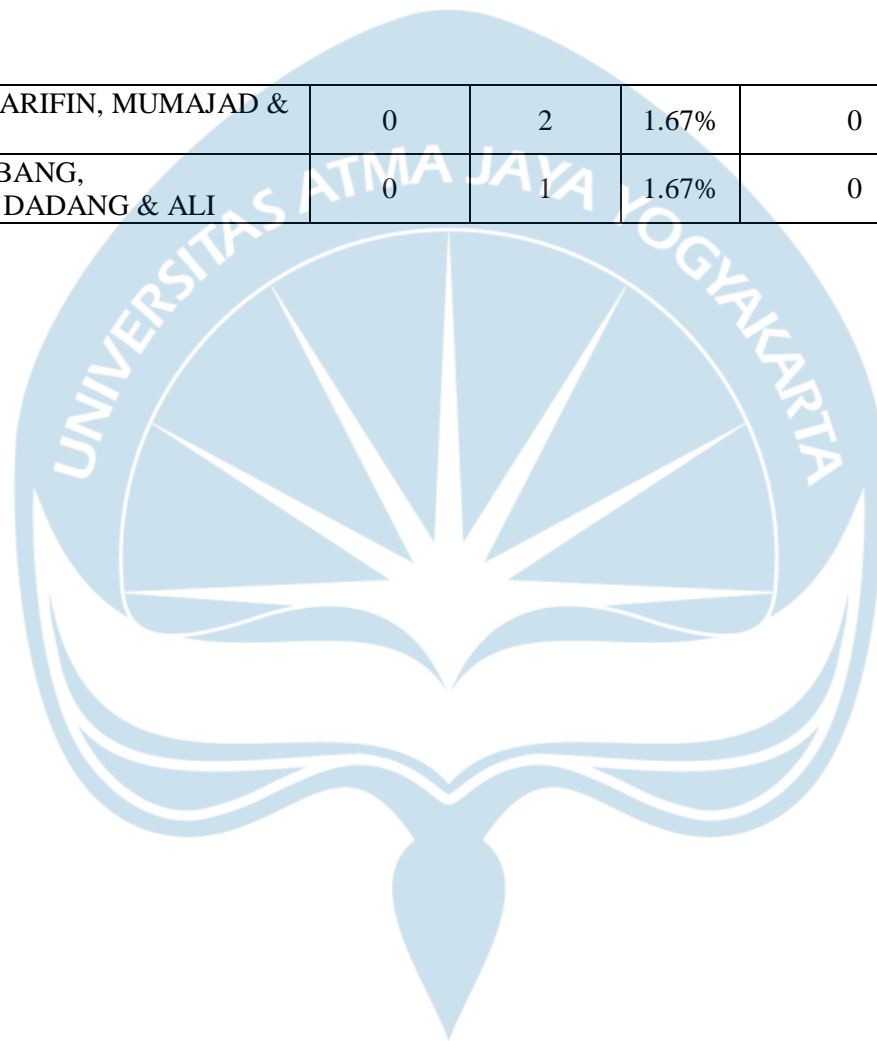 ARIFIN, MUMAJAD & 0 2 1.67% 0
BANG,
DADANG & ALI 0 1 1.67% 0
UNIVERSITAS ATMA JAYA YOGYAKARTA